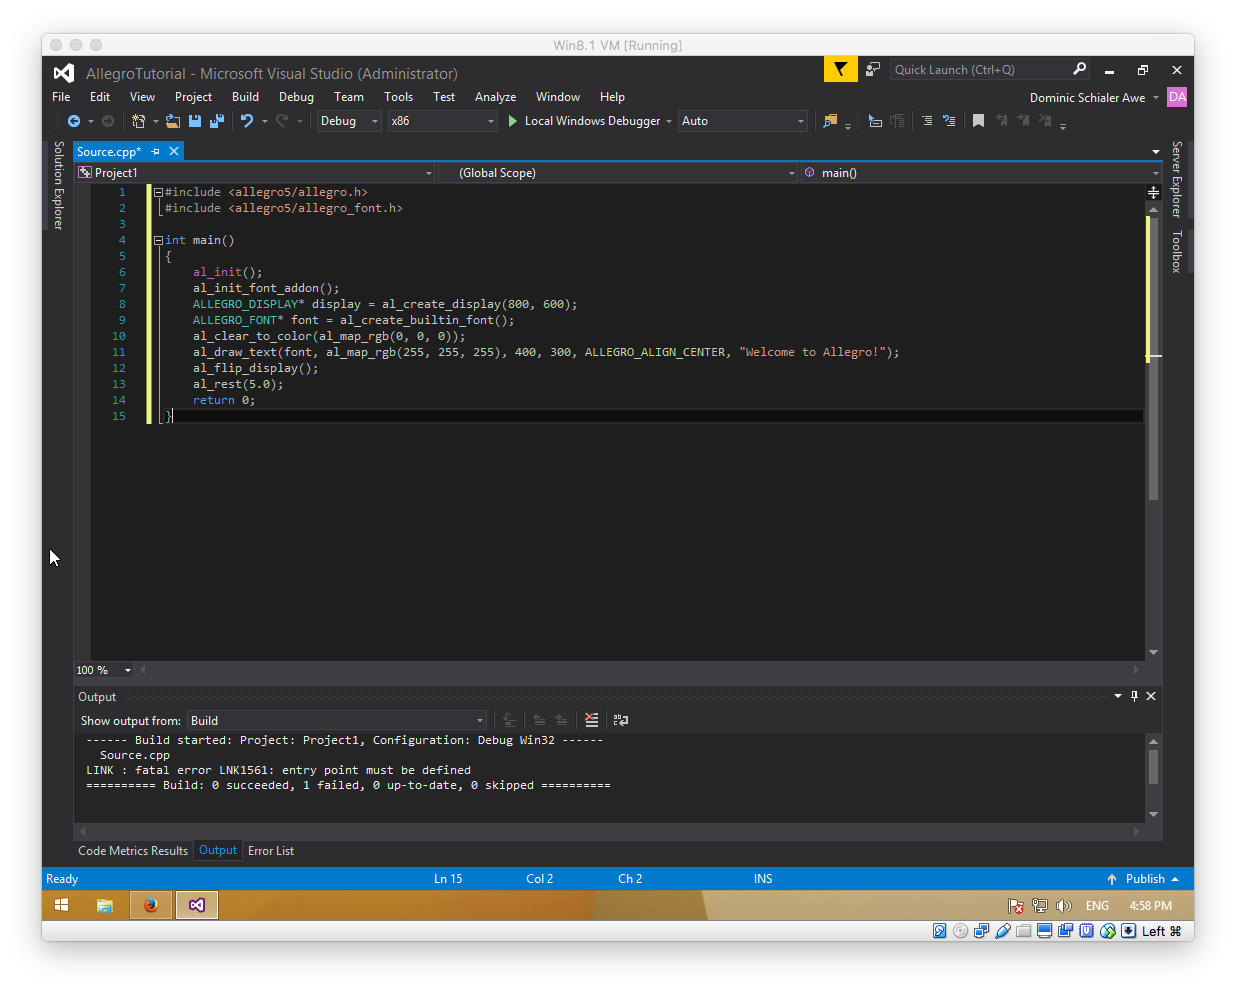 Win8.1 VM [Running]
AllegroTutorial - Microsoft Visual Studio (Administrator)
Quick Launch (Ctrl+Q)
File Edit View Project Build Debug Team Tools Test Analyze Window Help
Dominic Schialer Awe DA
Debug x86 Local Windows Debugger Auto
Solution Explorer
Server Explorer
Toolbox
Source.cpp*
Project1 (Global Scope) main()
1 #include <allegro5/allegro.h>
2 #include <allegro5/allegro_font.h>
3
4 int main()
5 {
6 al_init();
7 al_init_font_addon();
8 ALLEGRO_DISPLAY* display = al_create_display(800, 600);
9 ALLEGRO_FONT* font = al_create_builtin_font();
10 al_clear_to_color(al_map_rgb(0, 0, 0));
11 al_draw_text(font, al_map_rgb(255, 255, 255), 400, 300, ALLEGRO_ALIGN_CENTER, "Welcome to Allegro!");
12 al_flip_display();
13 al_rest(5.0);
14 return 0;
15 }
100 %
Output
Show output from: Build
------ Build started: Project: Project1, Configuration: Debug Win32 ------
Source.cpp
LINK : fatal error LNK1561: entry point must be defined
========== Build: 0 succeeded, 1 failed, 0 up-to-date, 0 skipped ==========
Code Metrics Results Output Error List
Ready Ln 15 Col 2 Ch 2 INS Publish
ENG 4:58 PM
Left ⌘